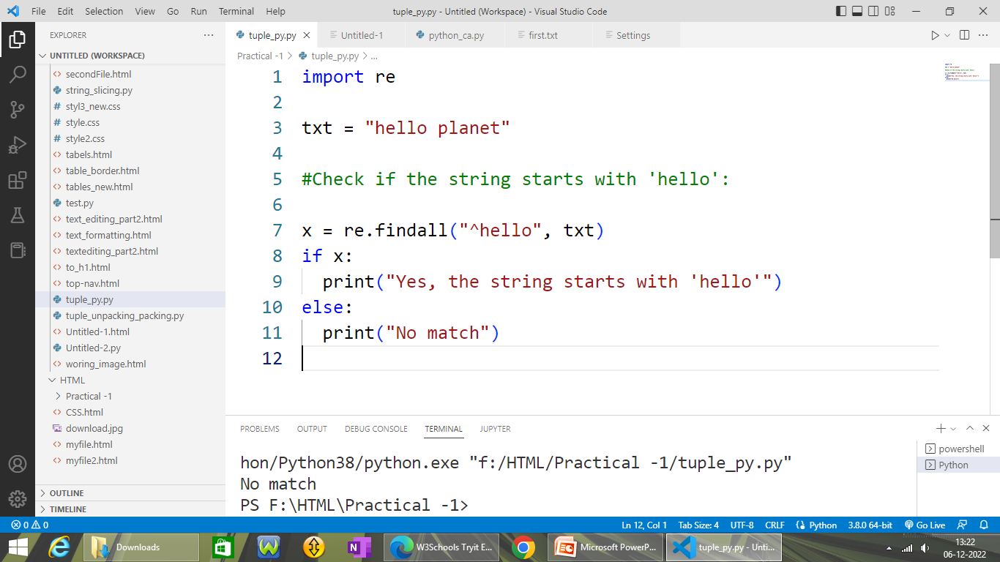 File Edit Selection View Go Run Terminal Help tuple_py.py - Untitled (Workspace) - Visual Studio Code
EXPLORER ...
tuple_py.py Untitled-1 python_ca.py first.txt Settings
UNTITLED (WORKSPACE)
Practical -1 > tuple_py.py > ...
secondFile.html
string_slicing.py
styl3_new.css
style.css
style2.css
tabels.html
table_border.html
tables_new.html
test.py
text_editing_part2.html
text_formatting.html
textediting_part2.html
to_h1.html
top-nav.html
tuple_py.py
tuple_unpacking_packing.py
Untitled-1.html
Untitled-2.py
woring_image.html
HTML
Practical -1
CSS.html
download.jpg
myfile.html
myfile2.html
OUTLINE
TIMELINE
1 import re
2
3 txt = "hello planet"
4
5 #Check if the string starts with 'hello':
6
7 x = re.findall("^hello", txt)
8 if x:
9 print("Yes, the string starts with 'hello'")
10 else:
11 print("No match")
12
PROBLEMS OUTPUT DEBUG CONSOLE TERMINAL JUPYTER
hon/Python38/python.exe "f:/HTML/Practical -1/tuple_py.py"
No match
PS F:\HTML\Practical -1>
powershell
Python
0 0 Ln 12, Col 1 Tab Size: 4 UTF-8 CRLF Python 3.8.0 64-bit Go Live
Downloads W3Schools Tryit E... Microsoft PowerP... tuple_py.py - Unti...
13:22
06-12-2022